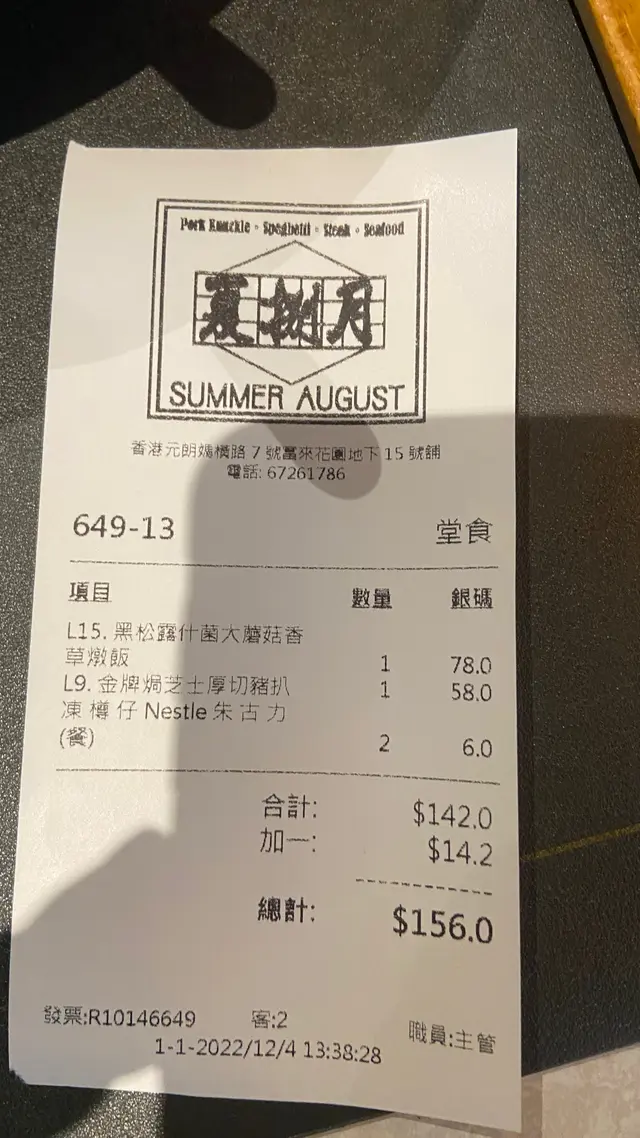 Pork Knuckle • Spaghetti • Steak • Seafood
夏捌月
SUMMER AUGUST
香港元朗媽橫路 7 號富來花園地下 15 號舖
電話: 67261786
649-13 堂食
項目 數量 銀碼
L15. 黑松露什菌大蘑菇香
草燉飯 1 78.0
L9. 金牌焗芝士厚切豬扒 1 58.0
凍樽仔 Nestle 朱古力
(餐) 2 6.0
合計: $142.0
加一: $14.2
總計: $156.0
發票:R10146649 客:2 職員:主管
1-1-2022/12/4 13:38:28